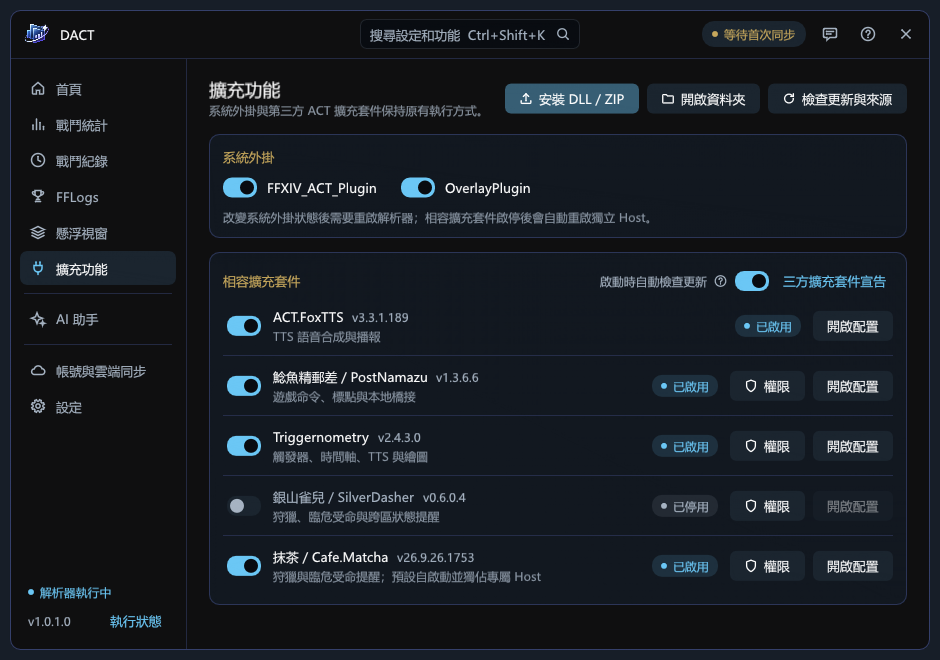 DACT
搜尋設定和功能 Ctrl+Shift+K
等待首次同步
首頁
戰鬥統計
戰鬥紀錄
FFLogs
懸浮視窗
擴充功能
AI 助手
帳號與雲端同步
設定
解析器執行中
v1.0.1.0 執行狀態
擴充功能
系統外掛與第三方 ACT 擴充套件保持原有執行方式。
安裝 DLL / ZIP
開啟資料夾
檢查更新與來源
系統外掛
FFXIV_ACT_Plugin OverlayPlugin
改變系統外掛狀態後需要重啟解析器；相容擴充套件啟停後會自動重啟獨立 Host。
相容擴充套件
啟動時自動檢查更新
三方擴充套件宣告
ACT.FoxTTS v3.3.1.189
TTS 語音合成與播報
已啟用 開啟配置
鯰魚精郵差 / PostNamazu v1.3.6.6
遊戲命令、標點與本地橋接
已啟用 權限 開啟配置
Triggernometry v2.4.3.0
觸發器、時間軸、TTS 與繪圖
已啟用 權限 開啟配置
銀山雀兒 / SilverDasher v0.6.0.4
狩獵、臨危受命與跨區狀態提醒
已停用 權限 開啟配置
抹茶 / Cafe.Matcha v26.9.26.1753
狩獵與臨危受命提醒；預設自啟動並獨佔專屬 Host
已啟用 權限 開啟配置